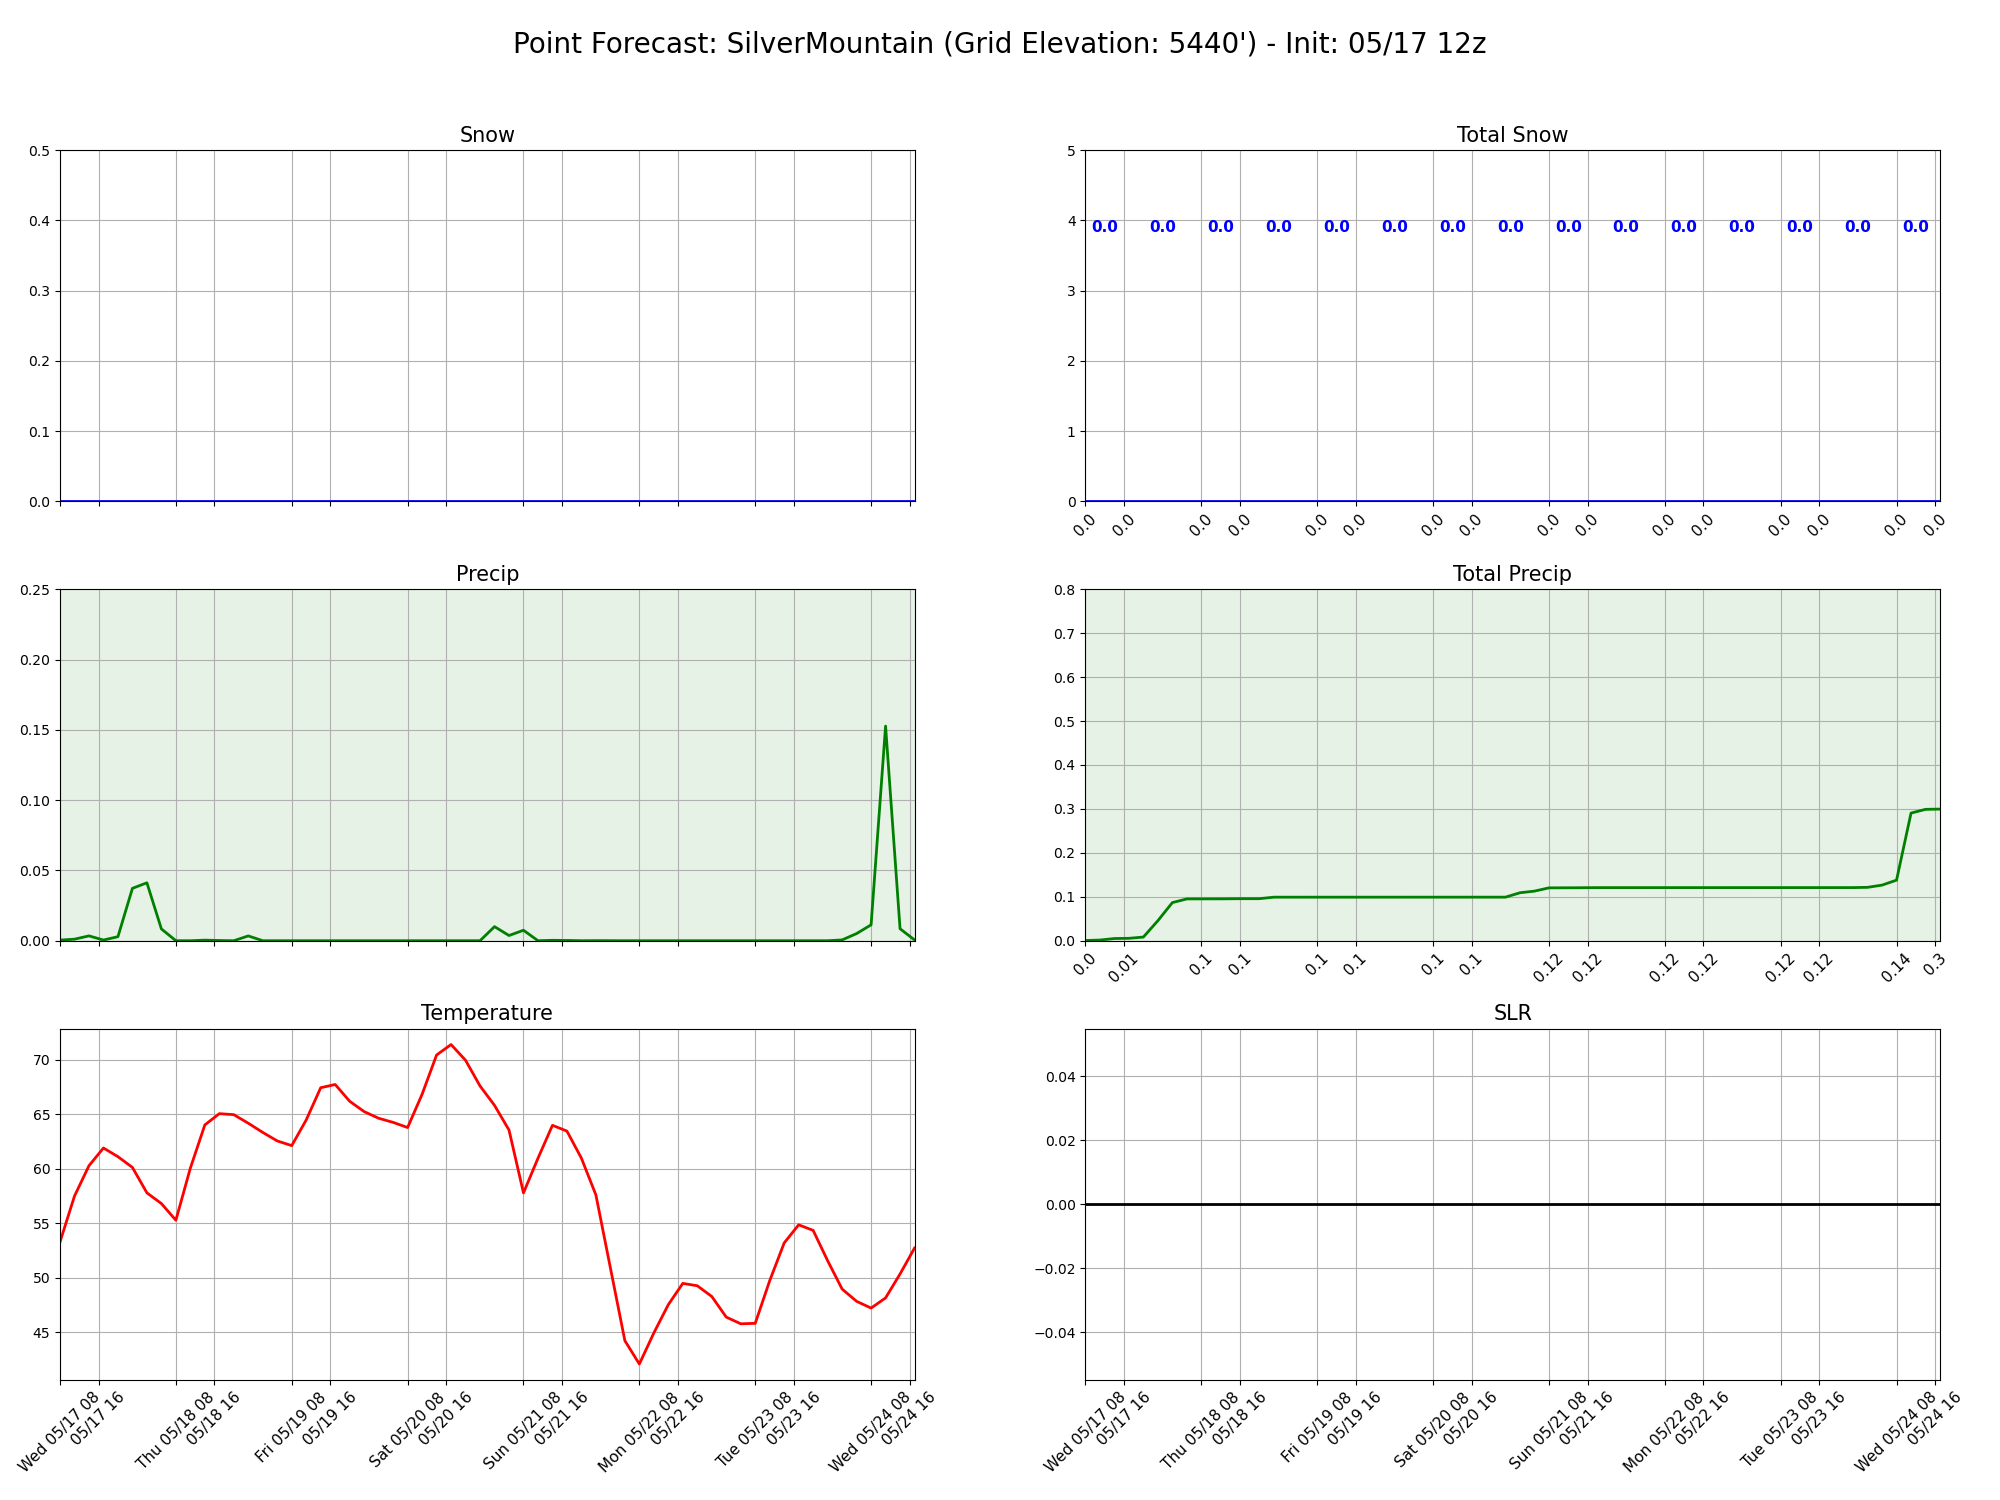 Point Forecast: SilverMountain (Grid Elevation: 5440') - Init: 05/17 12z
Snow
0.5
0.4
0.3
0.2
0.1
0.0
Total Snow
5
4
3
2
1
0
0.0 0.0 0.0 0.0 0.0 0.0 0.0 0.0 0.0 0.0 0.0 0.0 0.0 0.0 0.0
0.0 0.0 0.0 0.0 0.0 0.0 0.0 0.0 0.0 0.0 0.0 0.0 0.0 0.0 0.0 0.0
Precip
0.25
0.20
0.15
0.10
0.05
0.00
Total Precip
0.8
0.7
0.6
0.5
0.4
0.3
0.2
0.1
0.0
0.0 0.01 0.1 0.1 0.1 0.1 0.1 0.1 0.12 0.12 0.12 0.12 0.12 0.12 0.14 0.3
Temperature
70
65
60
55
50
45
Wed 05/17 08
05/17 16
Thu 05/18 08
05/18 16
Fri 05/19 08
05/19 16
Sat 05/20 08
05/20 16
Sun 05/21 08
05/21 16
Mon 05/22 08
05/22 16
Tue 05/23 08
05/23 16
Wed 05/24 08
05/24 16
SLR
0.04
0.02
0.00
−0.02
−0.04
Wed 05/17 08
05/17 16
Thu 05/18 08
05/18 16
Fri 05/19 08
05/19 16
Sat 05/20 08
05/20 16
Sun 05/21 08
05/21 16
Mon 05/22 08
05/22 16
Tue 05/23 08
05/23 16
Wed 05/24 08
05/24 16